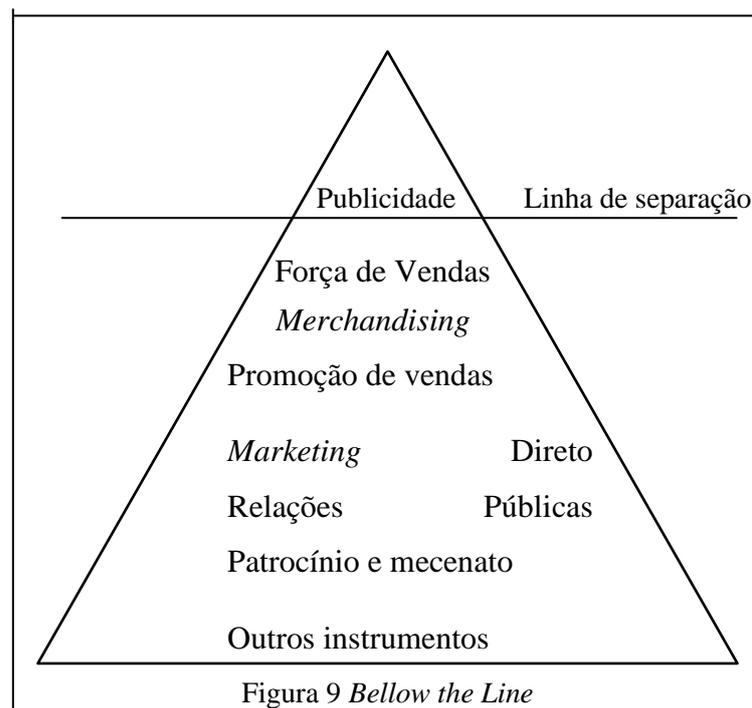 Publicidade Linha de separação
Força de Vendas
Merchandising
Promoção de vendas
Marketing Direto
Relações Públicas
Patrocínio e mecenato
Outros instrumentos
Figura 9 Bellow the Line